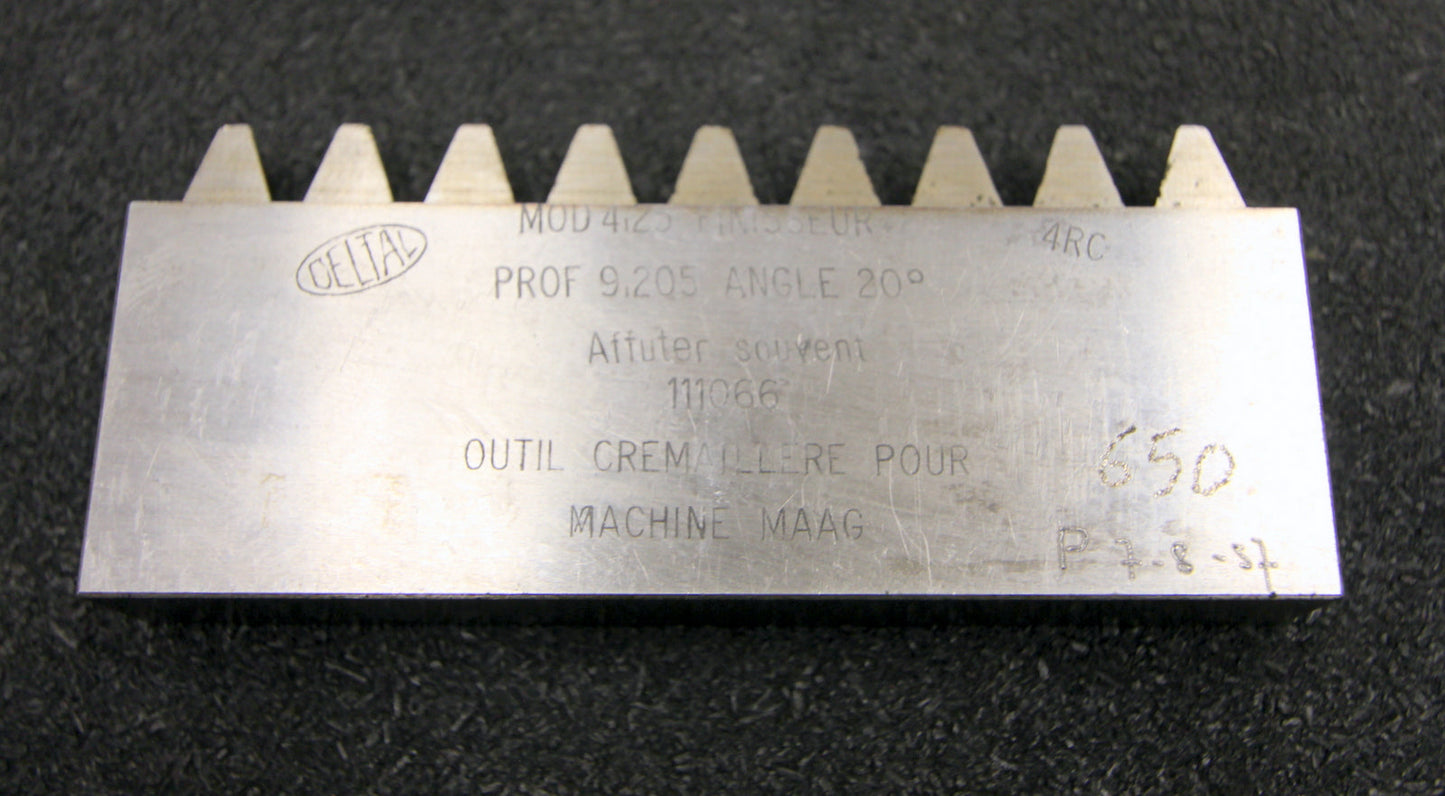 DELTAL
MOD 4,25 FINISSEUR
4RC
PROF 9,205 ANGLE 20°
Affuter souvent
111066
OUTIL CREMAILLERE POUR
MACHINE MAAG
650
P 7-8-57